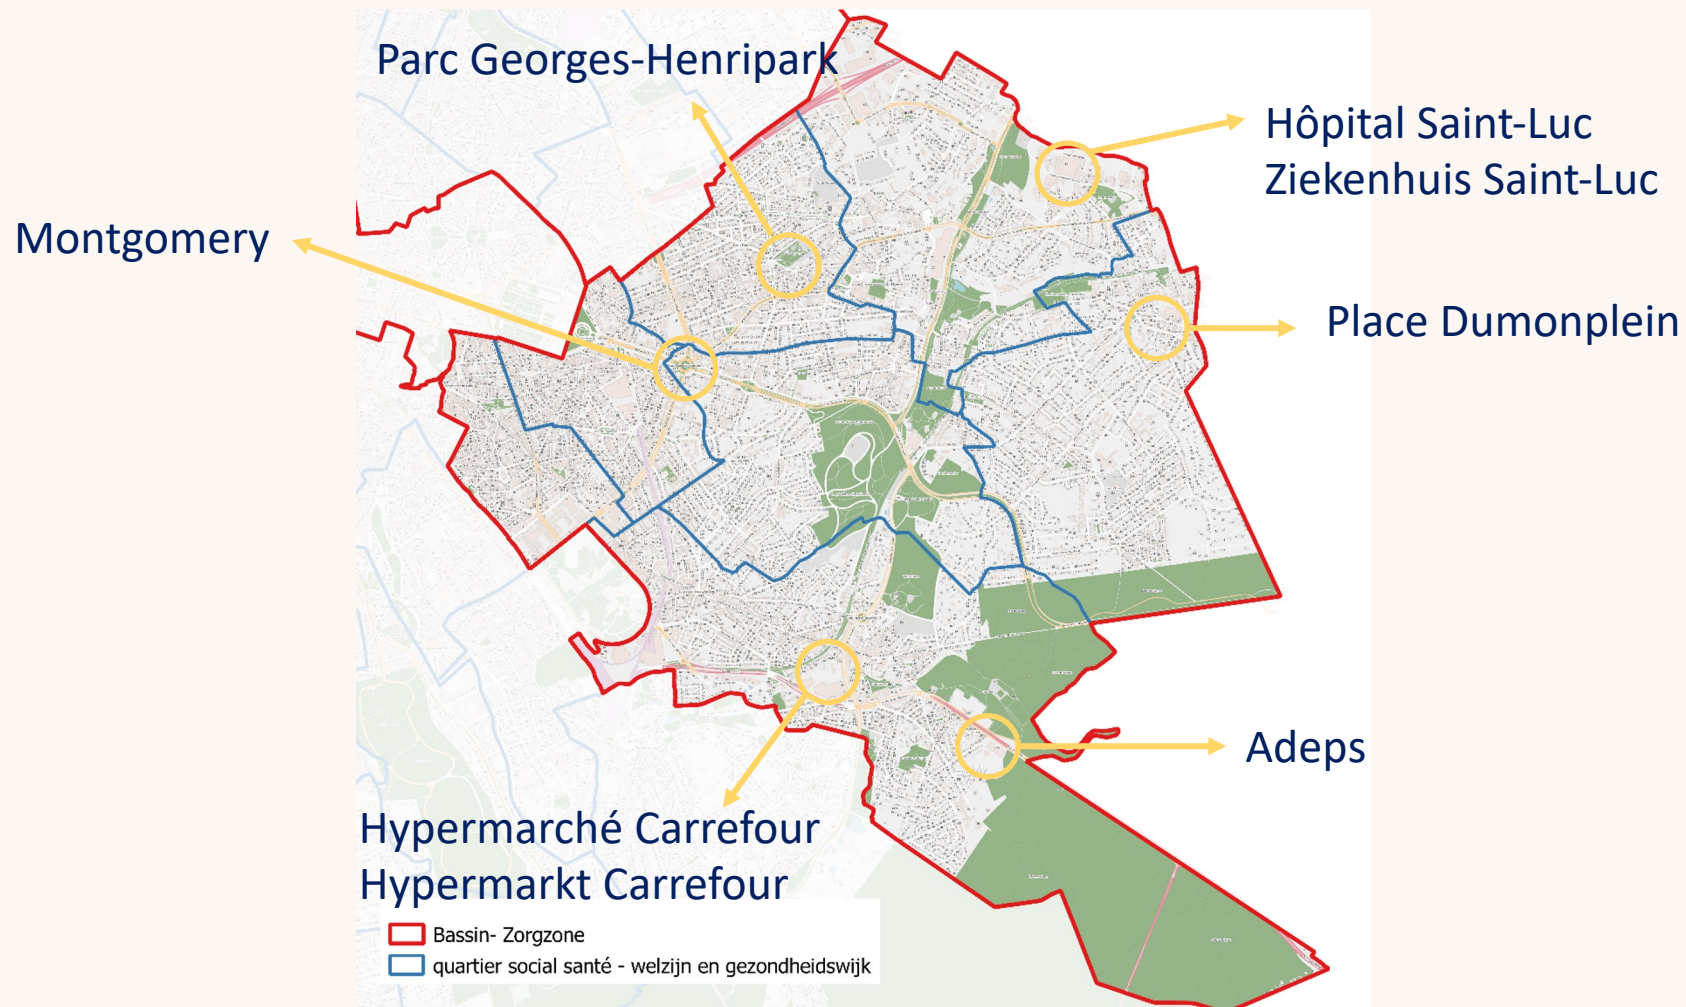 Parc Georges-Henripark
Hôpital Saint-Luc
Ziekenhuis Saint-Luc
Montgomery
Place Dumonplein
Adeps
Hypermarché Carrefour
Hypermarkt Carrefour
Bassin- Zorgzone
quartier social santé - welzijn en gezondheidswijk